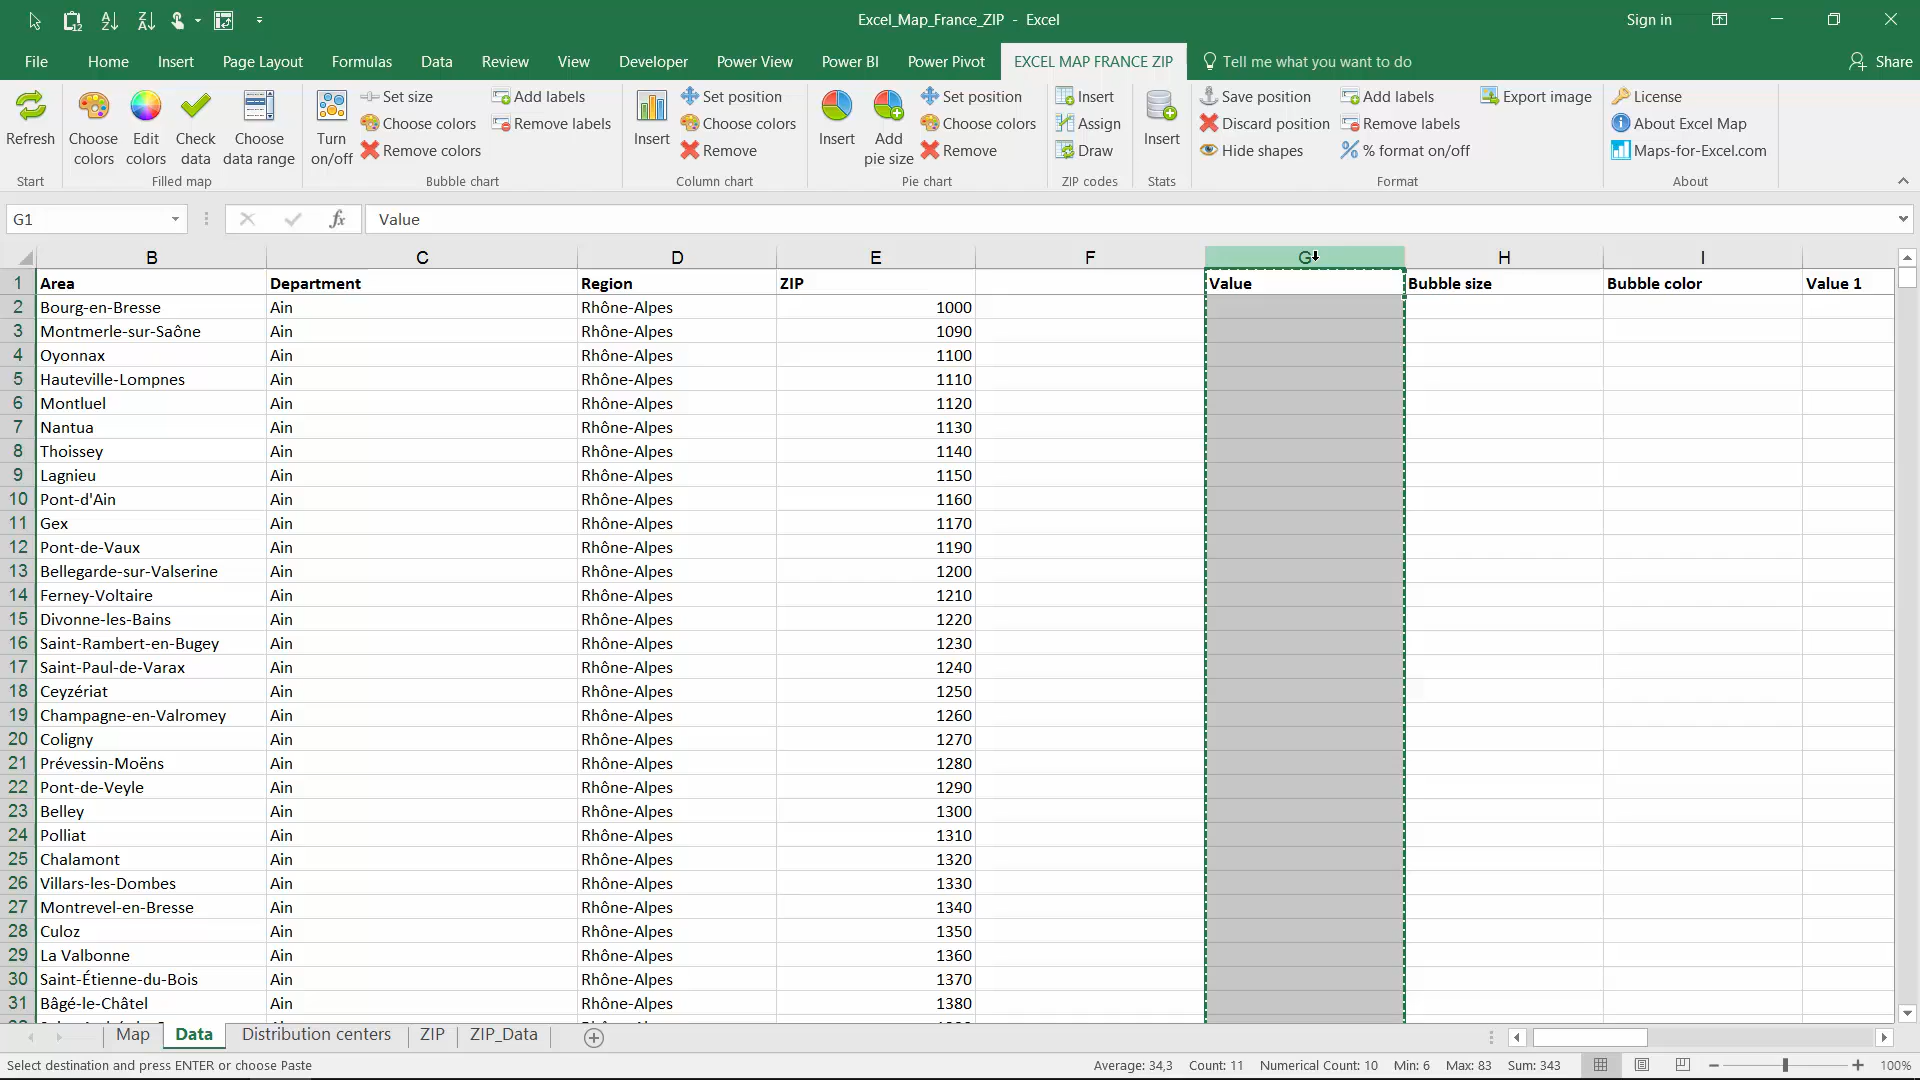 Excel_Map_France_ZIP - Excel
Sign in
File Home Insert Page Layout Formulas Data Review View Developer Power View Power BI Power Pivot EXCEL MAP FRANCE ZIP Tell me what you want to do Share
Refresh
Start
Choose colors
Edit colors
Check data
Choose data range
Filled map
Turn on/off
Set size
Choose colors
Remove colors
Add labels
Remove labels
Bubble chart
Insert
Set position
Choose colors
Remove
Column chart
Insert
Add pie size
Set position
Choose colors
Remove
Pie chart
Insert
Assign
Draw
ZIP codes
Insert
Stats
Save position
Discard position
Hide shapes
Add labels
Remove labels
% format on/off
Export image
Format
License
About Excel Map
Maps-for-Excel.com
About
G1 fx Value
B C D E F G H I
1 Area Department Region ZIP Value Bubble size Bubble color Value 1
2 Bourg-en-Bresse Ain Rhône-Alpes 1000
3 Montmerle-sur-Saône Ain Rhône-Alpes 1090
4 Oyonnax Ain Rhône-Alpes 1100
5 Hauteville-Lompnes Ain Rhône-Alpes 1110
6 Montluel Ain Rhône-Alpes 1120
7 Nantua Ain Rhône-Alpes 1130
8 Thoissey Ain Rhône-Alpes 1140
9 Lagnieu Ain Rhône-Alpes 1150
10 Pont-d'Ain Ain Rhône-Alpes 1160
11 Gex Ain Rhône-Alpes 1170
12 Pont-de-Vaux Ain Rhône-Alpes 1190
13 Bellegarde-sur-Valserine Ain Rhône-Alpes 1200
14 Ferney-Voltaire Ain Rhône-Alpes 1210
15 Divonne-les-Bains Ain Rhône-Alpes 1220
16 Saint-Rambert-en-Bugey Ain Rhône-Alpes 1230
17 Saint-Paul-de-Varax Ain Rhône-Alpes 1240
18 Ceyzériat Ain Rhône-Alpes 1250
19 Champagne-en-Valromey Ain Rhône-Alpes 1260
20 Coligny Ain Rhône-Alpes 1270
21 Prévessin-Moëns Ain Rhône-Alpes 1280
22 Pont-de-Veyle Ain Rhône-Alpes 1290
23 Belley Ain Rhône-Alpes 1300
24 Polliat Ain Rhône-Alpes 1310
25 Chalamont Ain Rhône-Alpes 1320
26 Villars-les-Dombes Ain Rhône-Alpes 1330
27 Montrevel-en-Bresse Ain Rhône-Alpes 1340
28 Culoz Ain Rhône-Alpes 1350
29 La Valbonne Ain Rhône-Alpes 1360
30 Saint-Étienne-du-Bois Ain Rhône-Alpes 1370
31 Bâgé-le-Châtel Ain Rhône-Alpes 1380
Map Data Distribution centers ZIP ZIP_Data
Select destination and press ENTER or choose Paste Average: 34,3 Count: 11 Numerical Count: 10 Min: 6 Max: 83 Sum: 343 100%